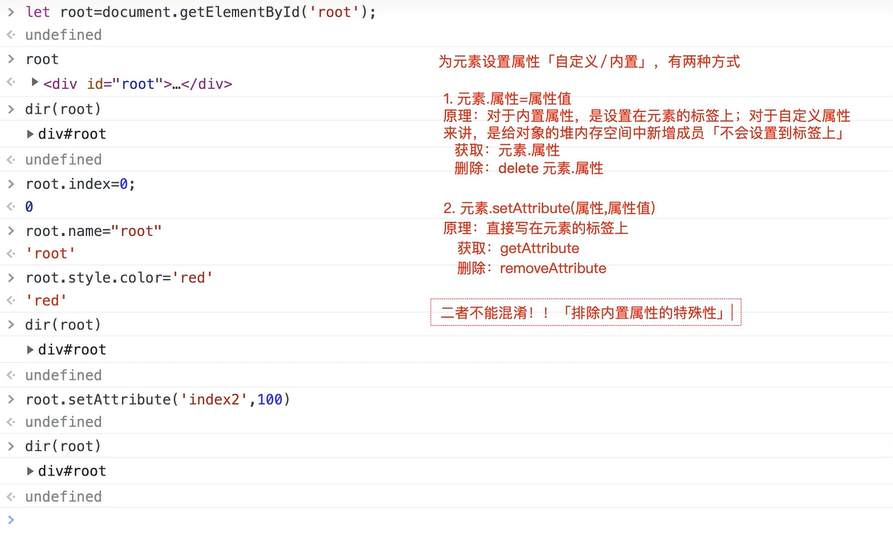 > let root=document.getElementById('root');
undefined
> root
<div id="root">…</div>
> dir(root)
div#root
undefined
> root.index=0;
0
> root.name="root"
'root'
> root.style.color='red'
'red'
> dir(root)
div#root
undefined
> root.setAttribute('index2',100)
undefined
> dir(root)
div#root
undefined
>
为元素设置属性「自定义/内置」，有两种方式
1. 元素.属性=属性值
原理：对于内置属性，是设置在元素的标签上；对于自定义属性
来讲，是给对象的堆内存空间中新增成员「不会设置到标签上」
获取：元素.属性
删除：delete 元素.属性
2. 元素.setAttribute(属性,属性值)
原理：直接写在元素的标签上
获取：getAttribute
删除：removeAttribute
二者不能混淆！！「排除内置属性的特殊性」